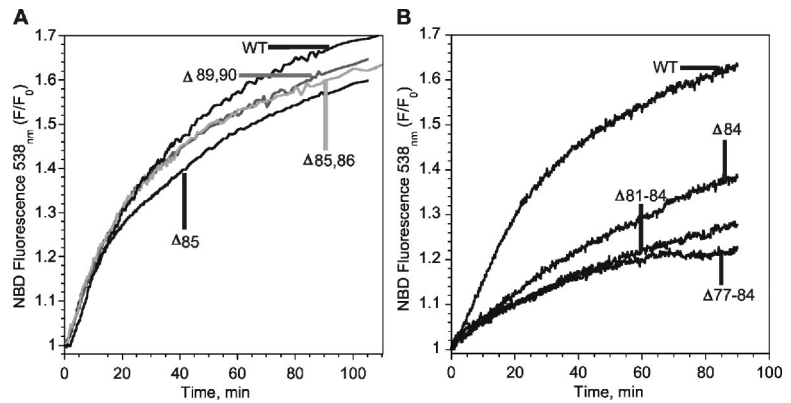 A
NBD Fluorescence 538nm (F/F0)
1.7
1.6
1.5
1.4
1.3
1.2
1.1
1
WT
Δ 89,90
Δ85,86
Δ85
0 20 40 60 80 100
Time, min
B
NBD Fluorescence 538nm (F/F0)
1.7
1.6
1.5
1.4
1.3
1.2
1.1
1
WT
Δ84
Δ81-84
Δ77-84
0 20 40 60 80 100
Time, min